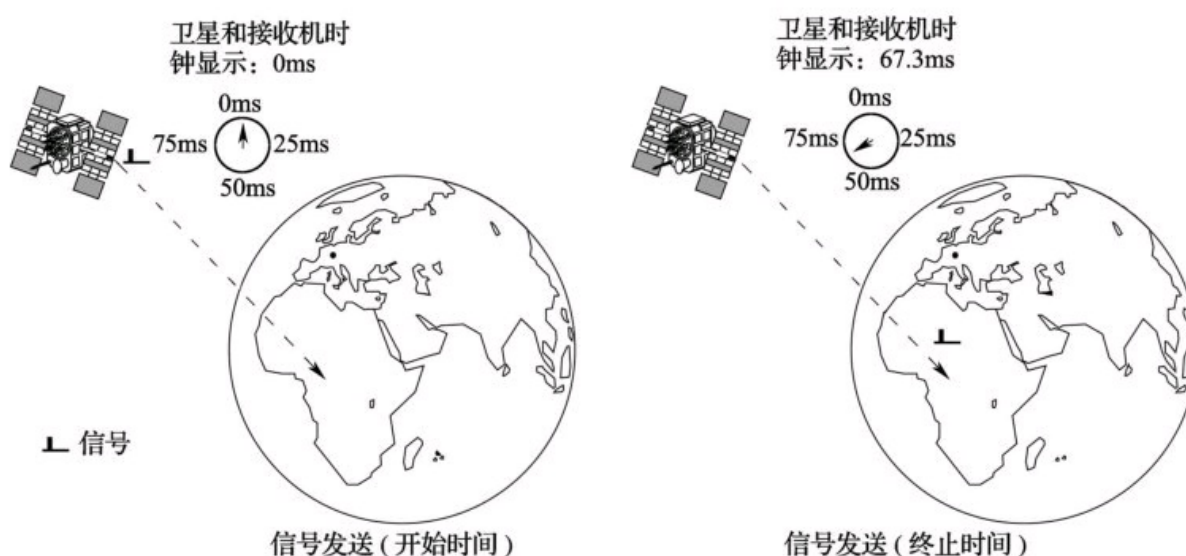 卫星和接收机时
钟显示：0ms
0ms
75ms
25ms
50ms
信号
信号发送（开始时间）
卫星和接收机时
钟显示：67.3ms
0ms
75ms
25ms
50ms
信号发送（终止时间）